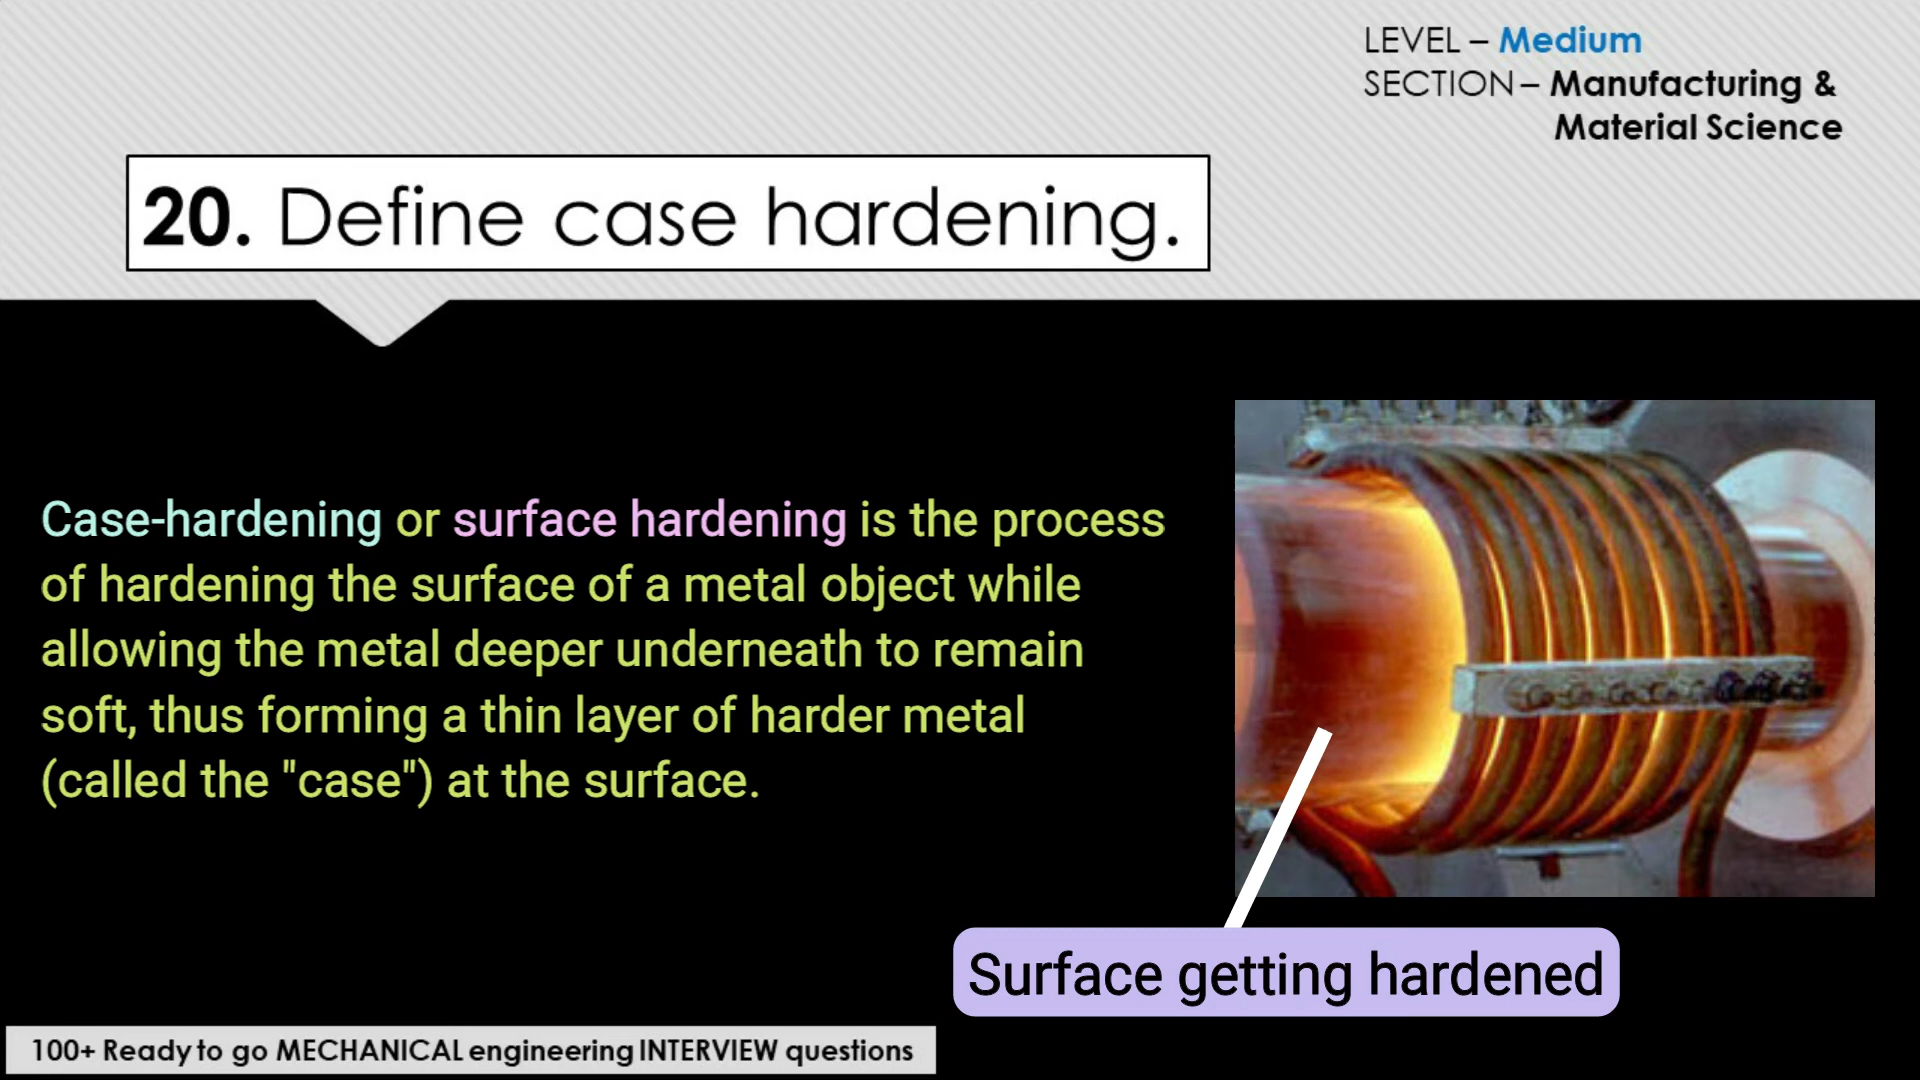 LEVEL – Medium
SECTION – Manufacturing &
Material Science
20. Define case hardening.
Case-hardening or surface hardening is the process
of hardening the surface of a metal object while
allowing the metal deeper underneath to remain
soft, thus forming a thin layer of harder metal
(called the "case") at the surface.
Surface getting hardened
100+ Ready to go MECHANICAL engineering INTERVIEW questions